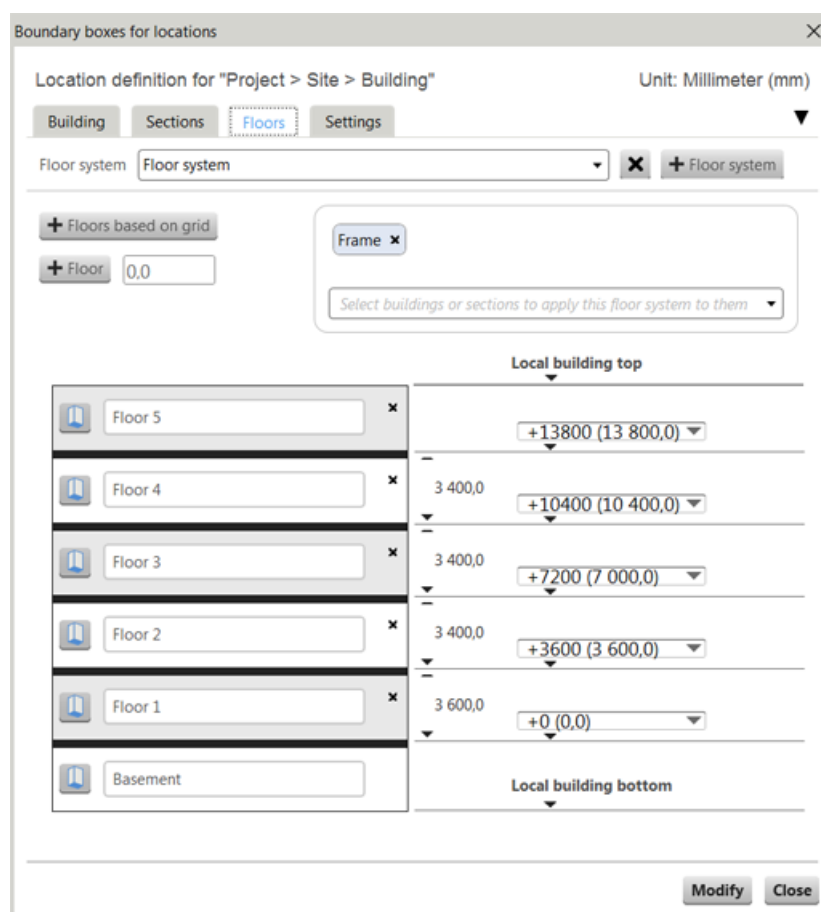 Boundary boxes for locations
Location definition for "Project > Site > Building" Unit: Millimeter (mm)
Building Sections Floors Settings
Floor system Floor system + Floor system
+ Floors based on grid
Frame ×
+ Floor 0,0
Select buildings or sections to apply this floor system to them
Local building top
Floor 5 +13800 (13 800,0)
Floor 4 3 400,0 +10400 (10 400,0)
Floor 3 3 400,0 +7200 (7 000,0)
Floor 2 3 400,0 +3600 (3 600,0)
Floor 1 3 600,0 +0 (0,0)
Basement Local building bottom
Modify Close